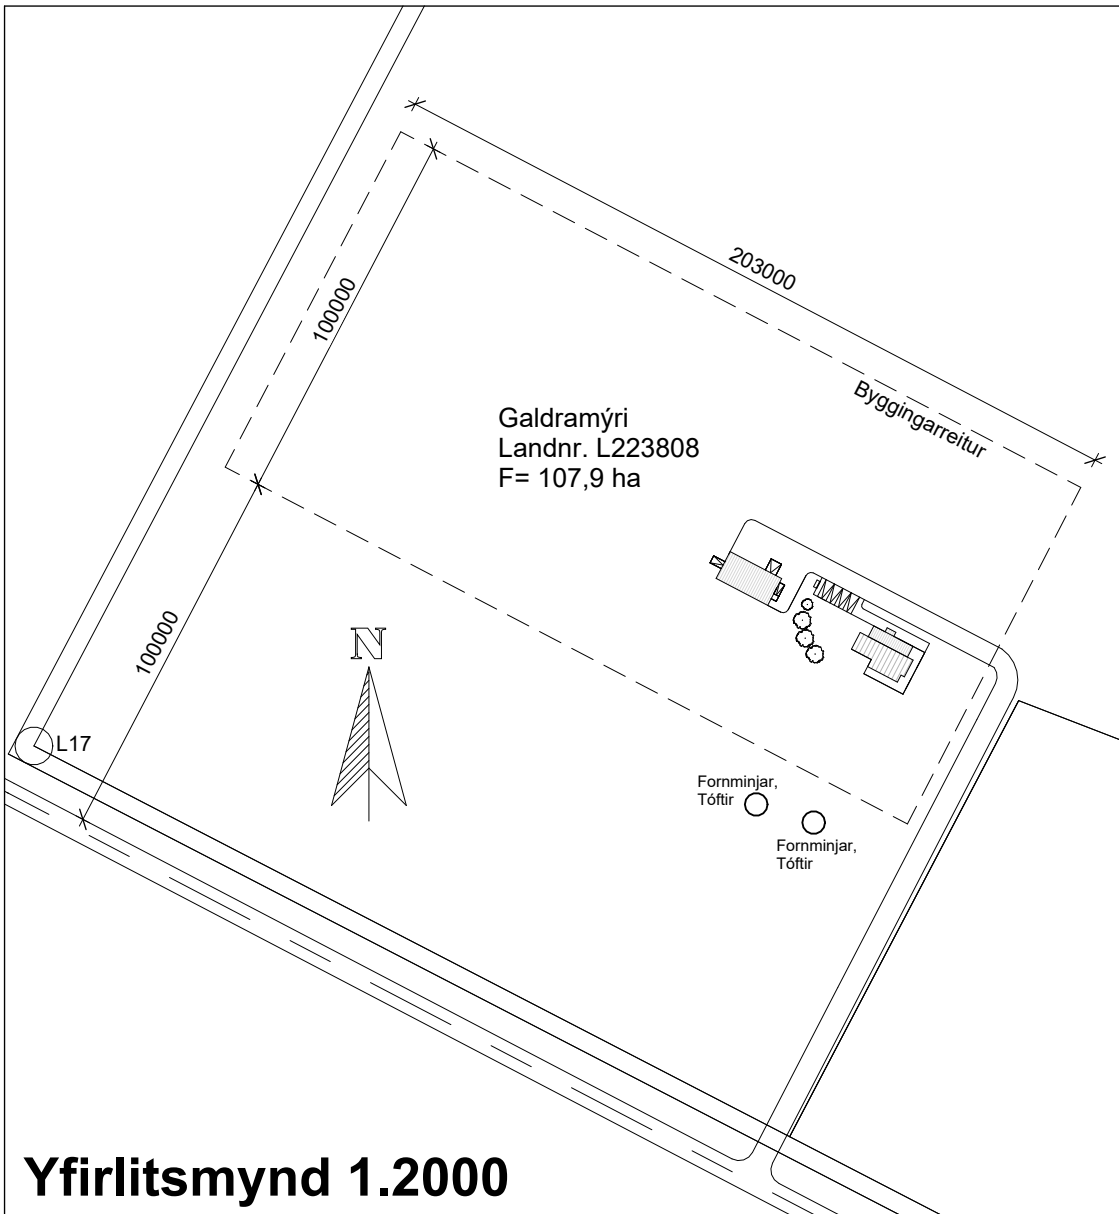 203000
100000
Byggingarreitur
Galdramýri
Landnr. L223808
F= 107,9 ha
100000
N
L17
Fornminjar,
Tóftir
Fornminjar,
Tóftir
Yfirlitsmynd 1.2000